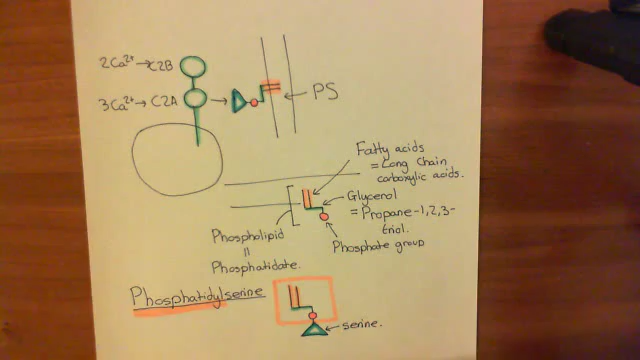 2Ca²⁺→C2B
3Ca²⁺→C2A →
← PS
Fatty acids
= Long Chain
carboxylic acids.
Glycerol
= Propane-1,2,3-
triol.
Phosphate group
Phospholipid
=
Phosphatidate.
Phosphatidylserine
serine.